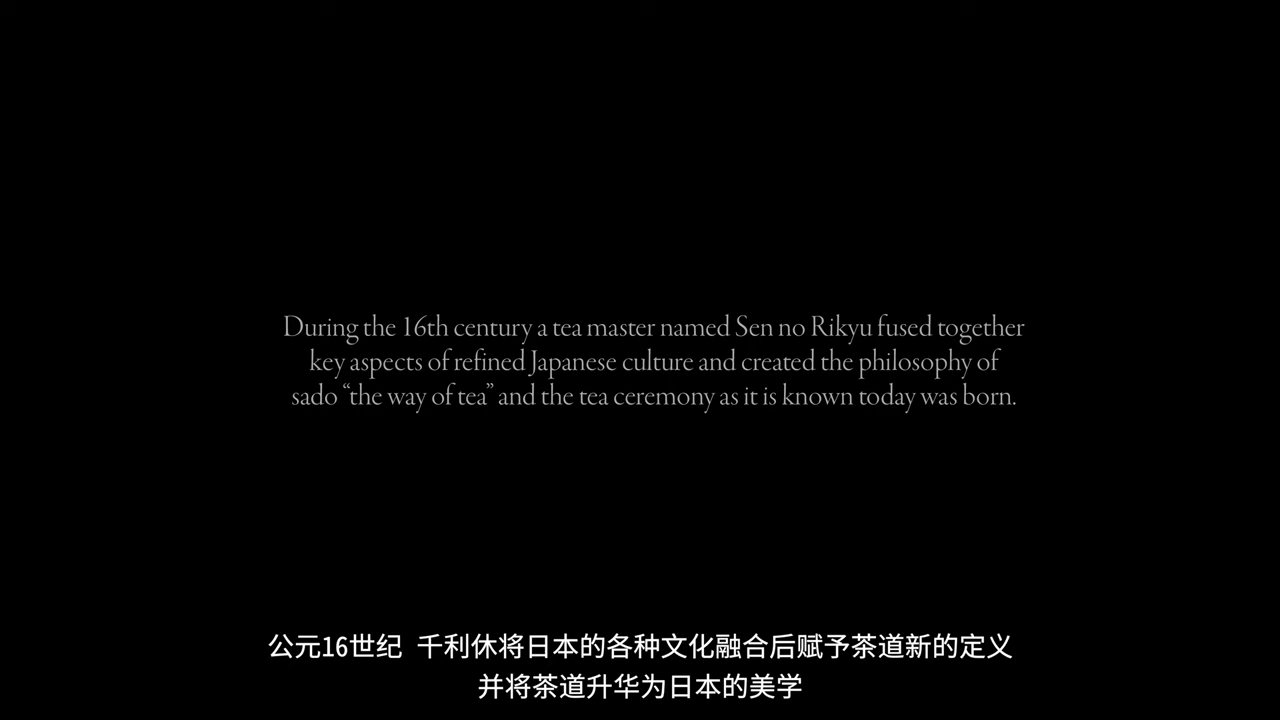 During the 16th century a tea master named Sen no Rikyu fused together
key aspects of refined Japanese culture and created the philosophy of
sado “the way of tea” and the tea ceremony as it is known today was born.
公元16世纪 千利休将日本的各种文化融合后赋予茶道新的定义
并将茶道升华为日本的美学